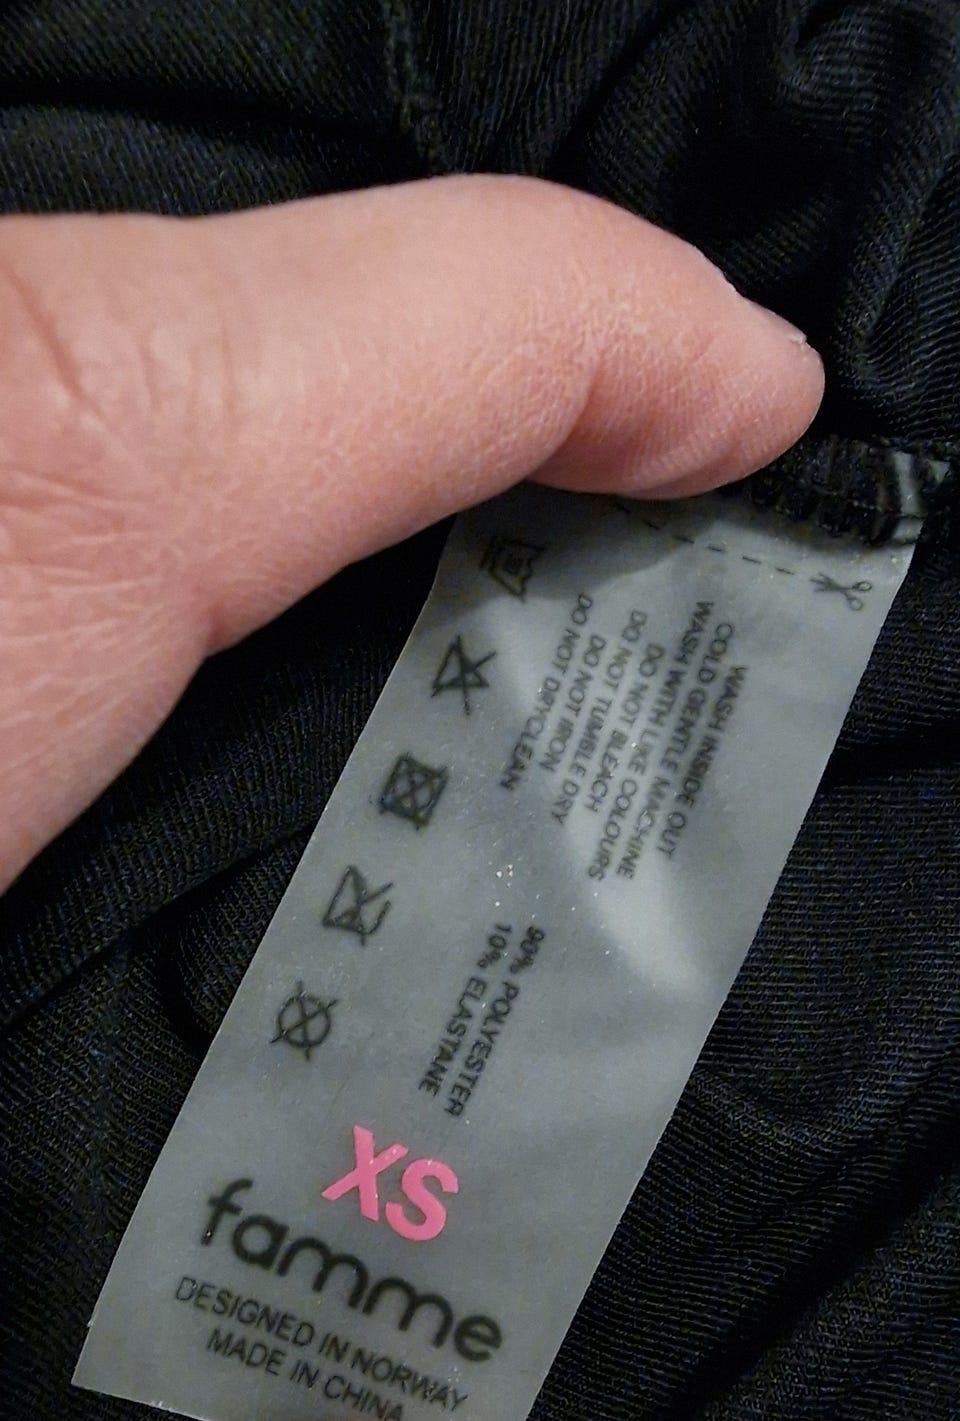 WASH INSIDE OUT
COLD GENTLE MACHINE
WASH WITH LIKE COLOURS
DO NOT BLEACH
DO NOT TUMBLE DRY
DO NOT IRON
DO NOT DRYCLEAN
90% POLYESTER
10% ELASTANE
XS
famme
DESIGNED IN NORWAY
MADE IN CHINA